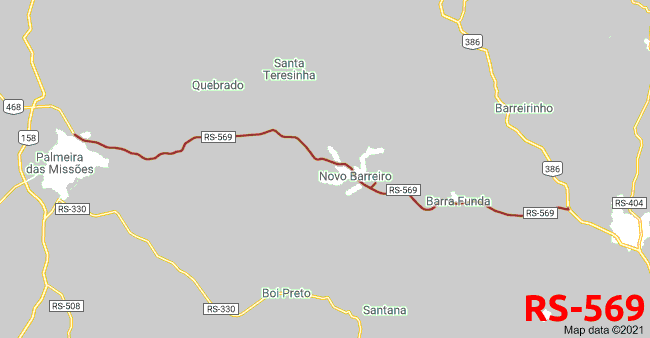 386
Santa
Teresinha
Quebrado
468
Barreirinho
158
RS-569
Palmeira
das Missões
386
Novo Barreiro
RS-569
Barra Funda
RS-404
RS-330
RS-569
Boi Preto
RS-508
RS-330
Santana
RS-569
Map data ©2021